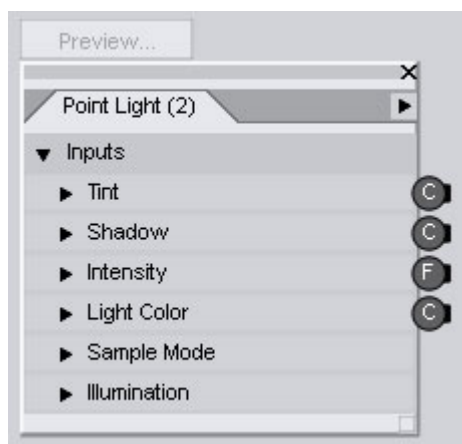 Preview...
Point Light (2)
Inputs
Tint C
Shadow C
Intensity F
Light Color C
Sample Mode
Illumination